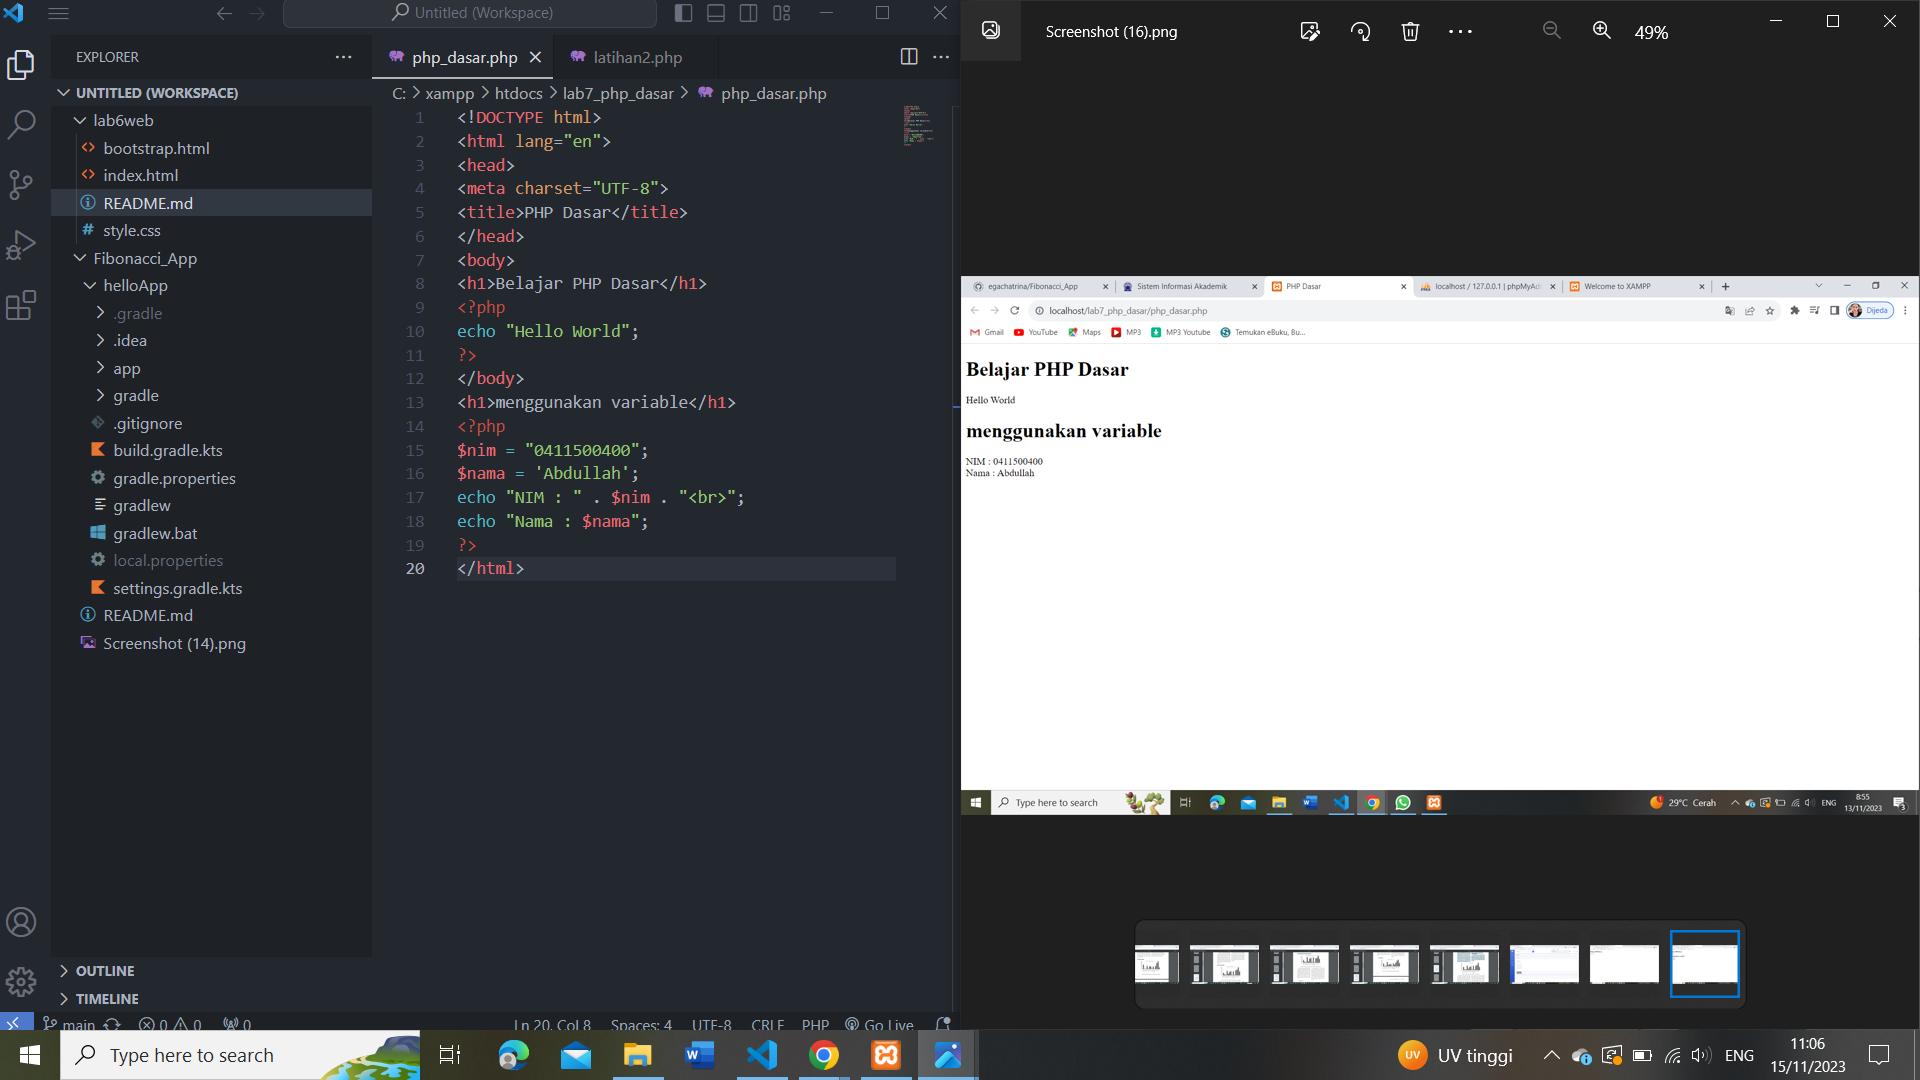 Untitled (Workspace)
EXPLORER
UNTITLED (WORKSPACE)
lab6web
bootstrap.html
index.html
README.md
style.css
Fibonacci_App
helloApp
.gradle
.idea
app
gradle
.gitignore
build.gradle.kts
gradle.properties
gradlew
gradlew.bat
local.properties
settings.gradle.kts
README.md
Screenshot (14).png
OUTLINE
TIMELINE
php_dasar.php
latihan2.php
C: > xampp > htdocs > lab7_php_dasar > php_dasar.php
1 <!DOCTYPE html>
2 <html lang="en">
3 <head>
4 <meta charset="UTF-8">
5 <title>PHP Dasar</title>
6 </head>
7 <body>
8 <h1>Belajar PHP Dasar</h1>
9 <?php
10 echo "Hello World";
11 ?>
12 </body>
13 <h1>menggunakan variable</h1>
14 <?php
15 $nim = "0411500400";
16 $nama = 'Abdullah';
17 echo "NIM : " . $nim . "<br>";
18 echo "Nama : $nama";
19 ?>
20 </html>
main 0 0 0 Ln 20, Col 8 Spaces: 4 UTF-8 CRLF PHP Go Live
Screenshot (16).png 49%
egachatrina/Fibonacci_App Sistem Informasi Akademik PHP Dasar localhost / 127.0.0.1 | phpMyAd Welcome to XAMPP
localhost/lab7_php_dasar/php_dasar.php Dijeda
Gmail YouTube Maps MP3 MP3 Youtube Temukan eBuku, Bu...
Belajar PHP Dasar
Hello World
menggunakan variable
NIM : 0411500400
Nama : Abdullah
Type here to search 29°C Cerah ENG 8:55
13/11/2023 3
Type here to search UV UV tinggi ENG 11:06
15/11/2023